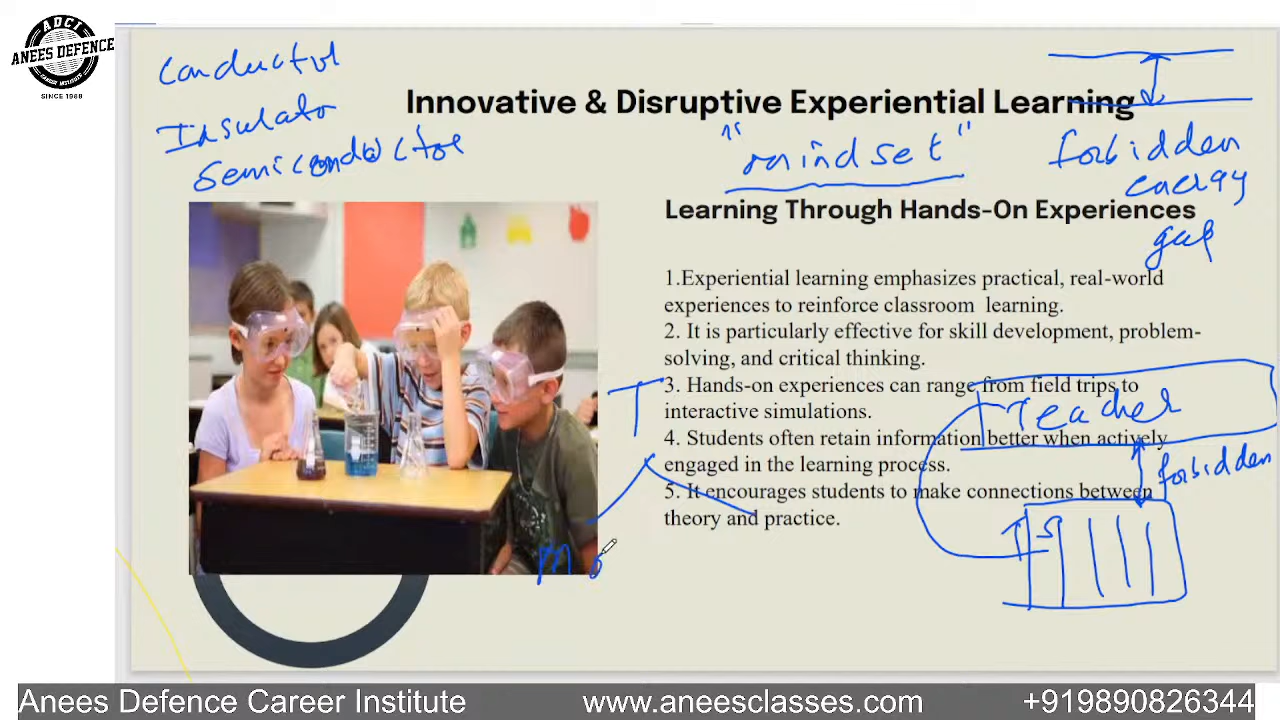 ADCI
ANEES DEFENCE
CAREER INSTITUTE
SINCE 1968
Conductor
Insulator
Semiconductor
Innovative & Disruptive Experiential Learning
"mindset"
forbidden
energy
gap
Learning Through Hands-On Experiences
1.Experiential learning emphasizes practical, real-world
experiences to reinforce classroom learning.
2. It is particularly effective for skill development, problem-
solving, and critical thinking.
3. Hands-on experiences can range from field trips to
interactive simulations.
4. Students often retain information better when actively
engaged in the learning process.
5. It encourages students to make connections between
theory and practice.
T
Teacher
forbidden
Anees Defence Career Institute www.aneesclasses.com +919890826344